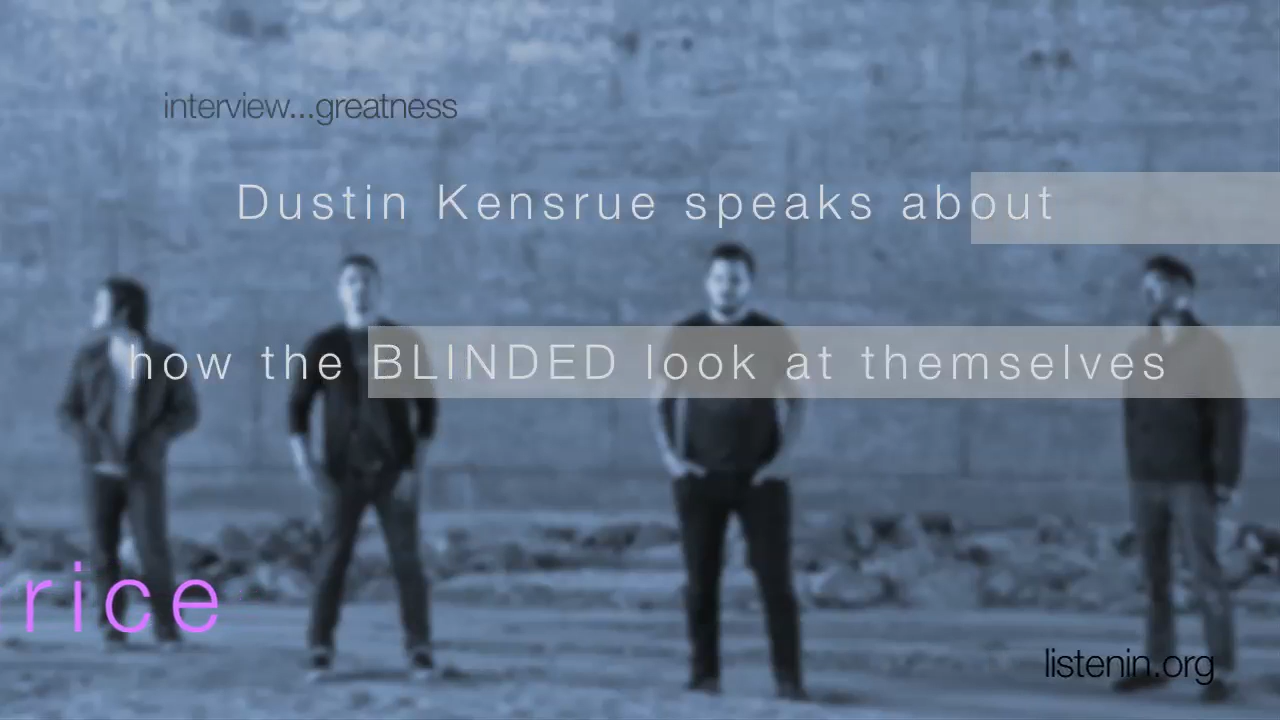 interview...greatness
Dustin Kensrue speaks about
how the BLINDED look at themselves
rice
listenin.org